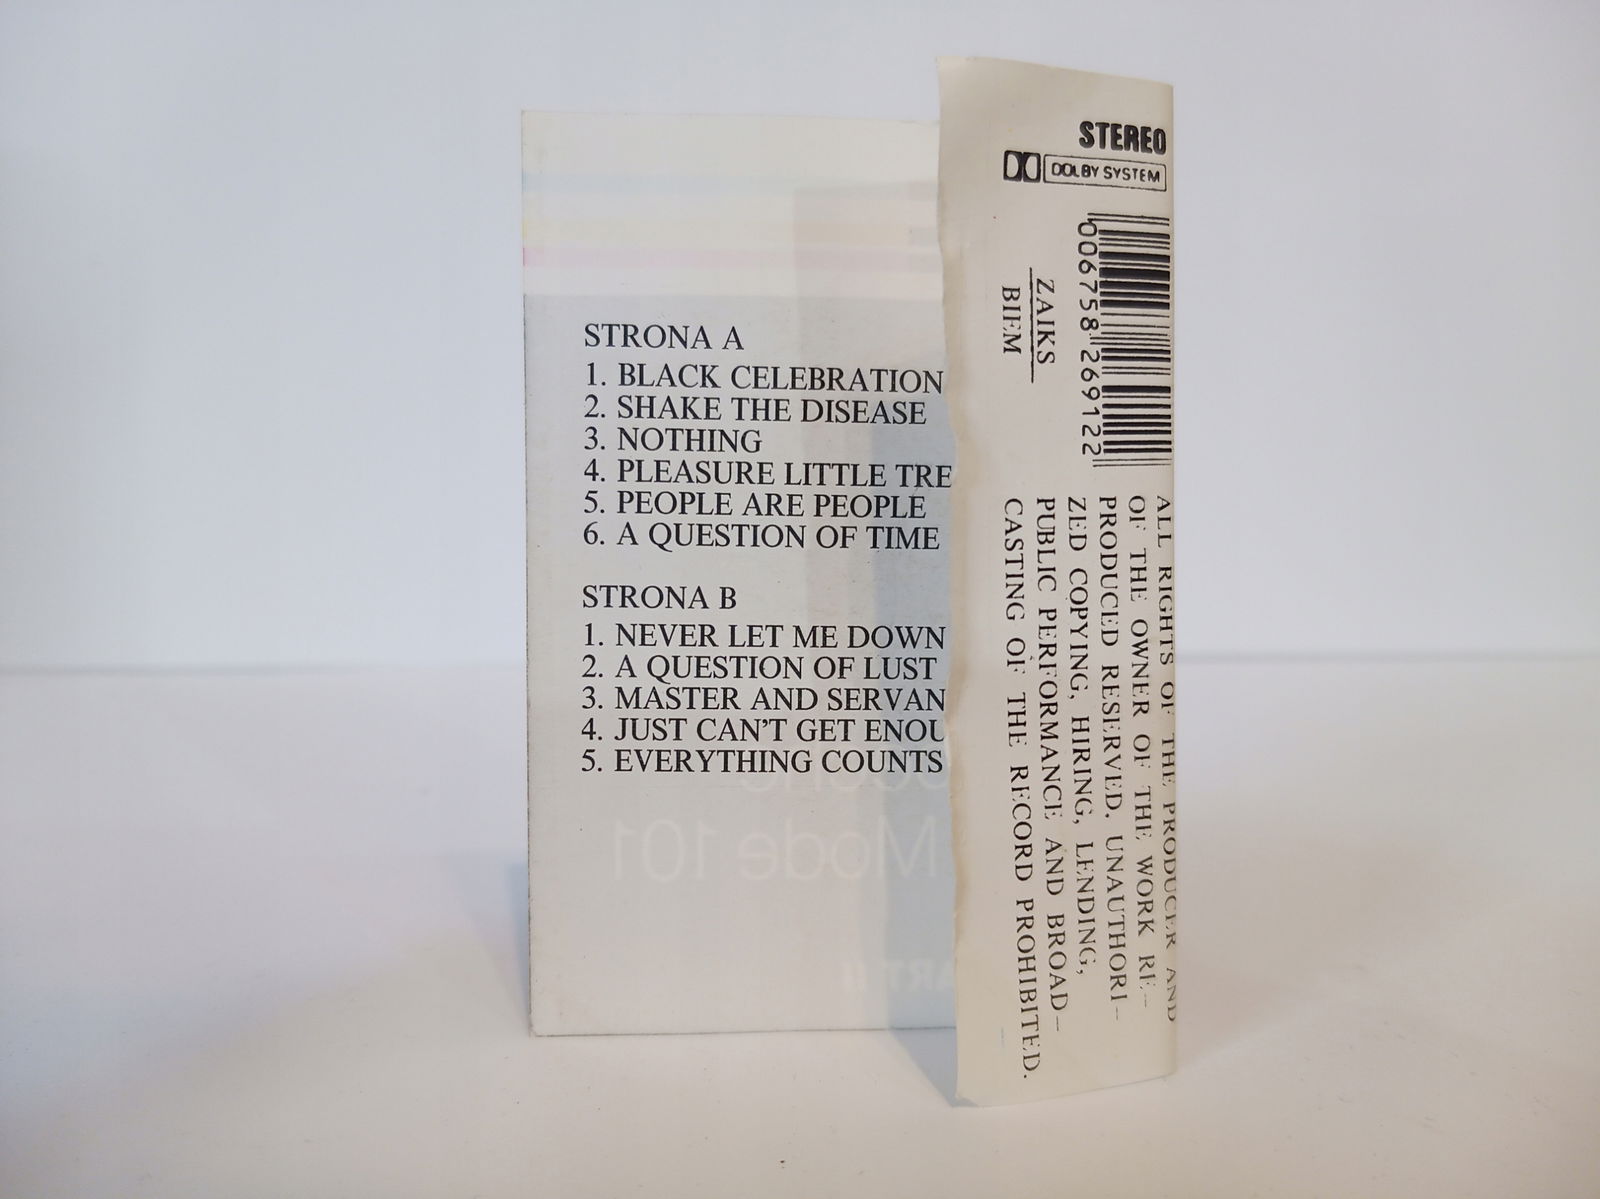 STRONA A
1. BLACK CELEBRATION
2. SHAKE THE DISEASE
3. NOTHING
4. PLEASURE LITTLE TRE
5. PEOPLE ARE PEOPLE
6. A QUESTION OF TIME
STRONA B
1. NEVER LET ME DOWN
2. A QUESTION OF LUST
3. MASTER AND SERVAN
4. JUST CAN'T GET ENOU
5. EVERYTHING COUNTS
Mode 101
ART II
STEREO
DOLBY SYSTEM
006758 269122
ZAIKS
BIEM
ALL RIGHTS OF THE PRODUCER AND
OF THE OWNER OF THE WORK RE-
PRODUCED RESERVED. UNAUTHORI-
ZED COPYING, HIRING, LENDING,
PUBLIC PERFORMANCE AND BROAD-
CASTING OF THE RECORD PROHIBITED.